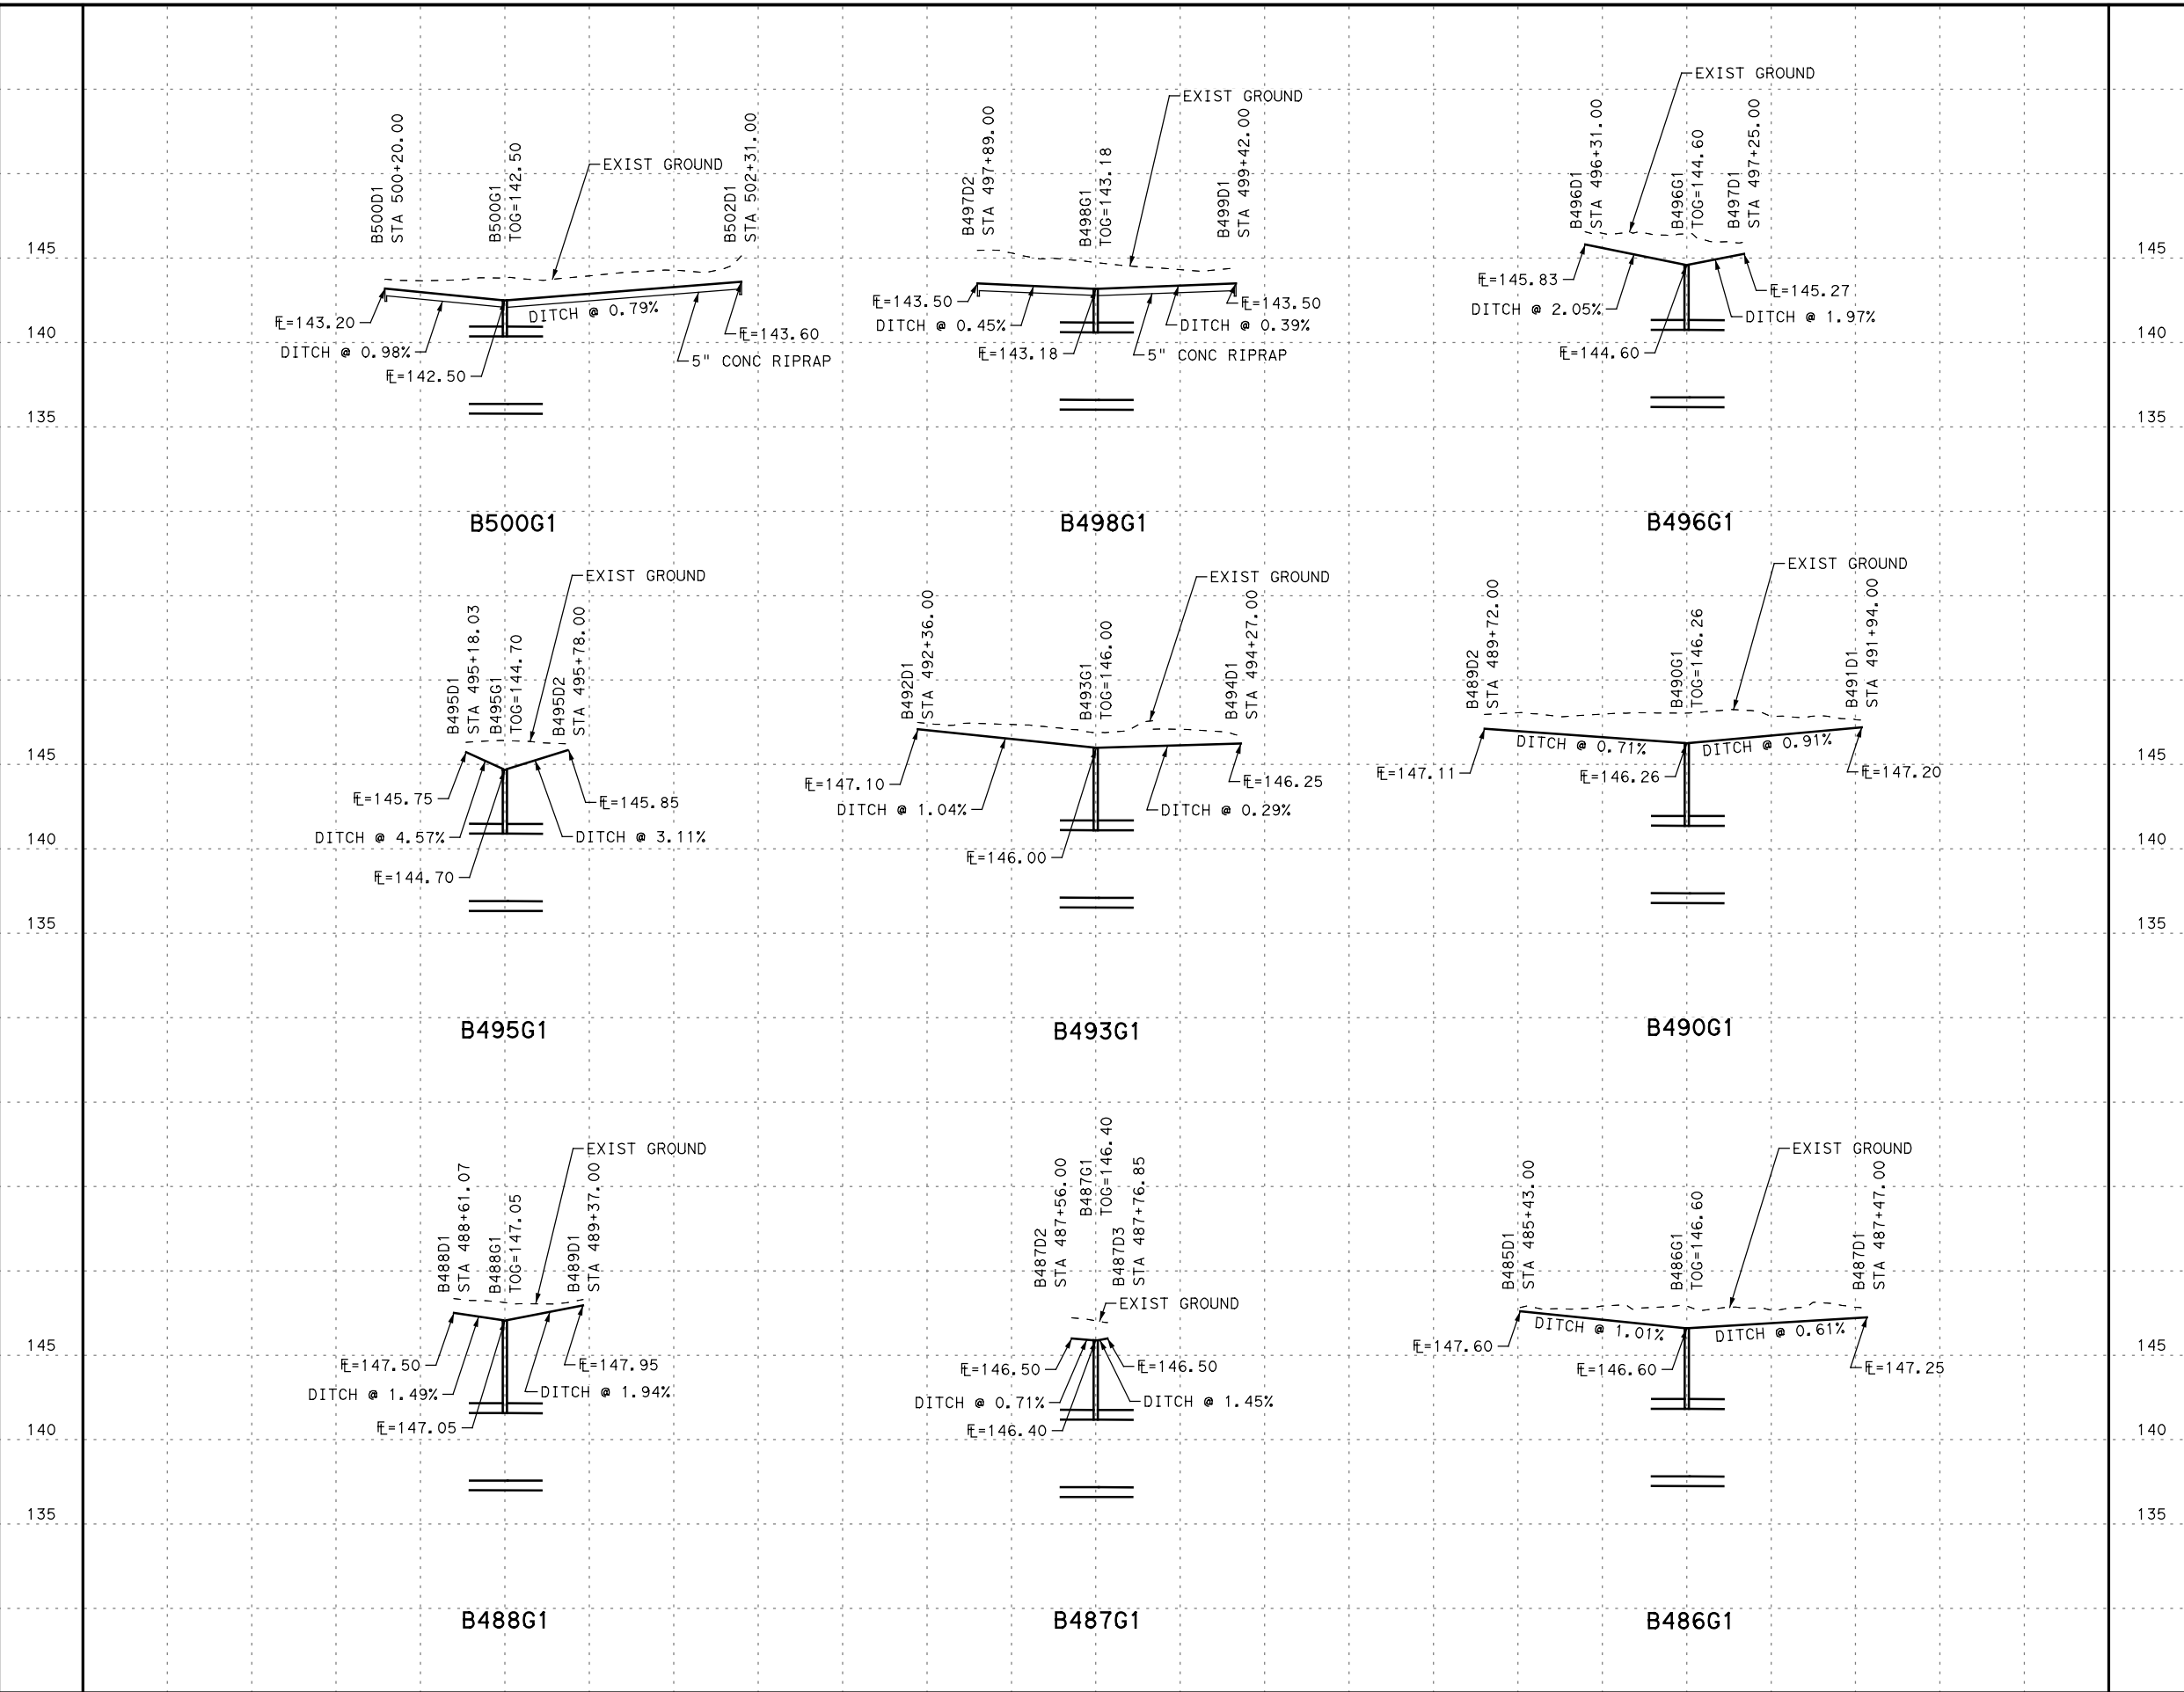 B500D1
STA 500+20.00
B500G1
TOG=142.50
EXIST GROUND
B502D1
STA 502+31.00
FL=143.20
DITCH @ 0.98%
FL=142.50
DITCH @ 0.79%
FL=143.60
5" CONC RIPRAP
B500G1
B497D2
STA 497+89.00
B498G1
TOG=143.18
EXIST GROUND
B499D1
STA 499+42.00
FL=143.50
DITCH @ 0.45%
FL=143.18
FL=143.50
DITCH @ 0.39%
5" CONC RIPRAP
B498G1
EXIST GROUND
B496D1
STA 496+31.00
B496G1
TOG=144.60
B497D1
STA 497+25.00
FL=145.83
DITCH @ 2.05%
FL=144.60
FL=145.27
DITCH @ 1.97%
B496G1
145
140
135
145
140
135
EXIST GROUND
B495D1
STA 495+18.03
B495G1
TOG=144.70
B495D2
STA 495+78.00
FL=145.75
DITCH @ 4.57%
FL=144.70
FL=145.85
DITCH @ 3.11%
B495G1
EXIST GROUND
B492D1
STA 492+36.00
B493G1
TOG=146.00
B494D1
STA 494+27.00
FL=147.10
DITCH @ 1.04%
FL=146.00
FL=146.25
DITCH @ 0.29%
B493G1
EXIST GROUND
B489D2
STA 489+72.00
B490G1
TOG=146.26
B491D1
STA 491+94.00
DITCH @ 0.71%
DITCH @ 0.91%
FL=147.11
FL=146.26
FL=147.20
B490G1
145
140
135
145
140
135
EXIST GROUND
B488D1
STA 488+61.07
B488G1
TOG=147.05
B489D1
STA 489+37.00
FL=147.50
DITCH @ 1.49%
FL=147.05
FL=147.95
DITCH @ 1.94%
B488G1
B487D2
STA 487+56.00
B487G1
TOG=146.40
B487D3
STA 487+76.85
EXIST GROUND
FL=146.50
DITCH @ 0.71%
FL=146.40
FL=146.50
DITCH @ 1.45%
B487G1
EXIST GROUND
B485D1
STA 485+43.00
B486G1
TOG=146.60
B487D1
STA 487+47.00
DITCH @ 1.01%
DITCH @ 0.61%
FL=147.60
FL=146.60
FL=147.25
B486G1
145
140
135
145
140
135